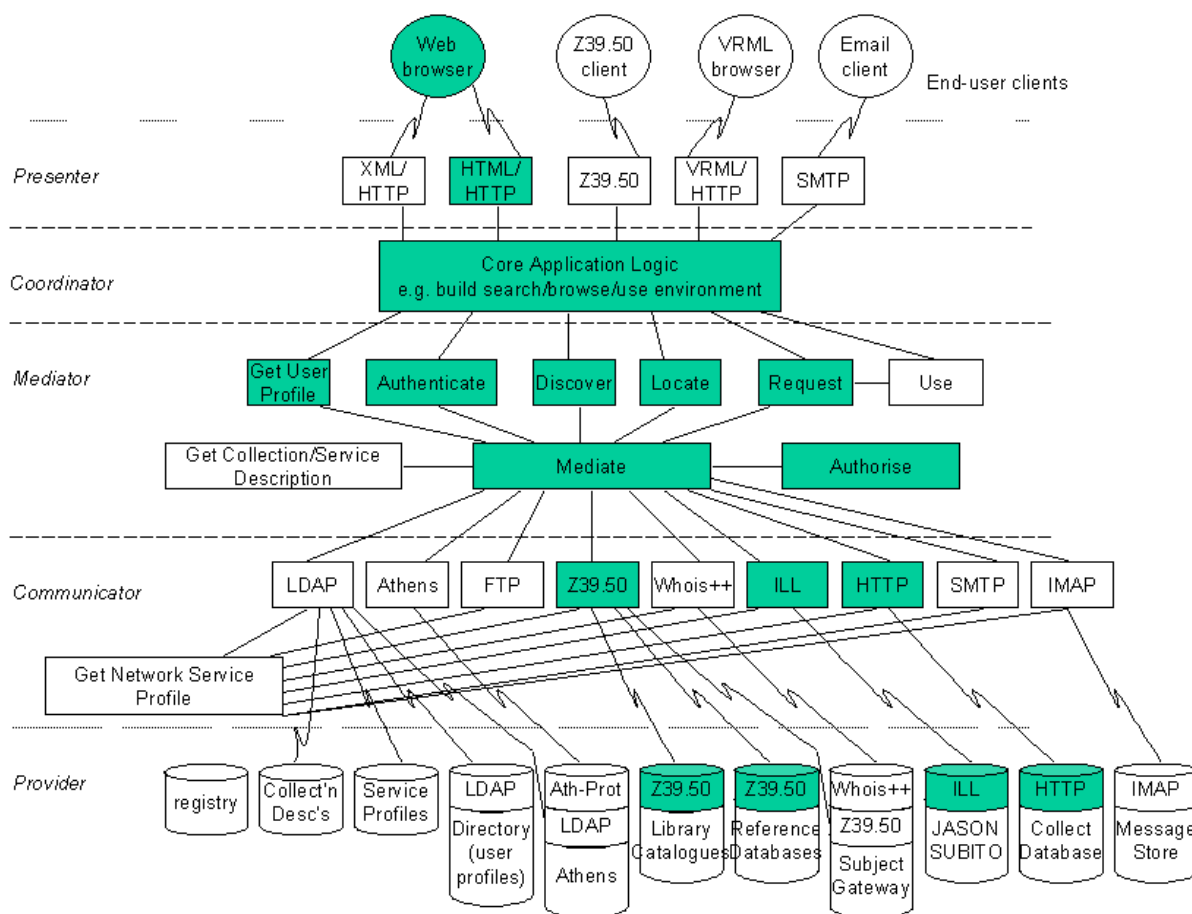 Web
browser
Z39.50
client
VRML
browser
Email
client
End-user clients
Presenter
XML/
HTTP
HTML/
HTTP
Z39.50
VRML/
HTTP
SMTP
Coordinator
Core Application Logic
e.g. build search/browse/use environment
Mediator
Get User
Profile
Authenticate
Discover
Locate
Request
Use
Get Collection/Service
Description
Mediate
Authorise
Communicator
LDAP
Athens
FTP
Z39.50
Whois++
ILL
HTTP
SMTP
IMAP
Get Network Service
Profile
Provider
registry
Collect'n
Desc's
Service
Profiles
LDAP
Directory
(user
profiles)
Ath-Prot
LDAP
Athens
Z39.50
Library
Catalogues
Z39.50
Reference
Databases
Whois++
Z39.50
Subject
Gateway
ILL
JASON
SUBITO
HTTP
Collect
Database
IMAP
Message
Store